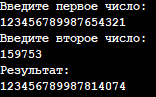 Введите первое число:
123456789987654321
Введите второе число:
159753
Результат:
123456789987814074